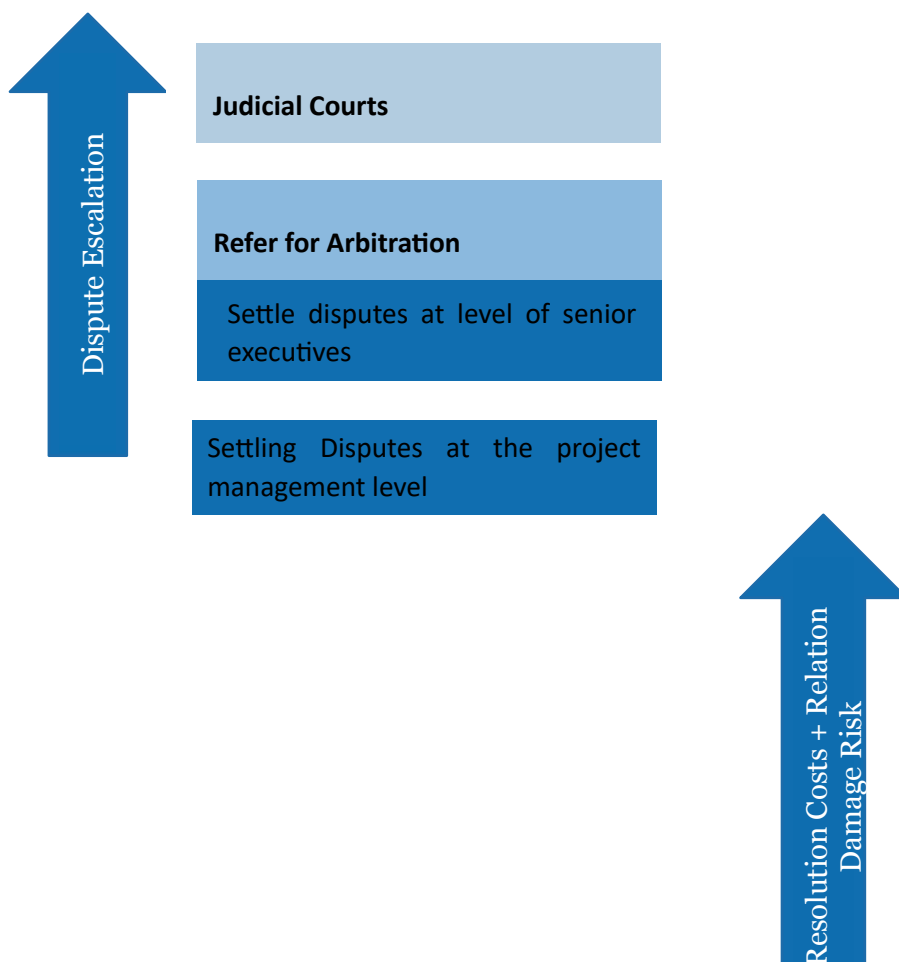 Dispute Escalation
Judicial Courts
Refer for Arbitration
Settle disputes at level of senior
executives
Settling Disputes at the project
management level
Resolution Costs + Relation
Damage Risk